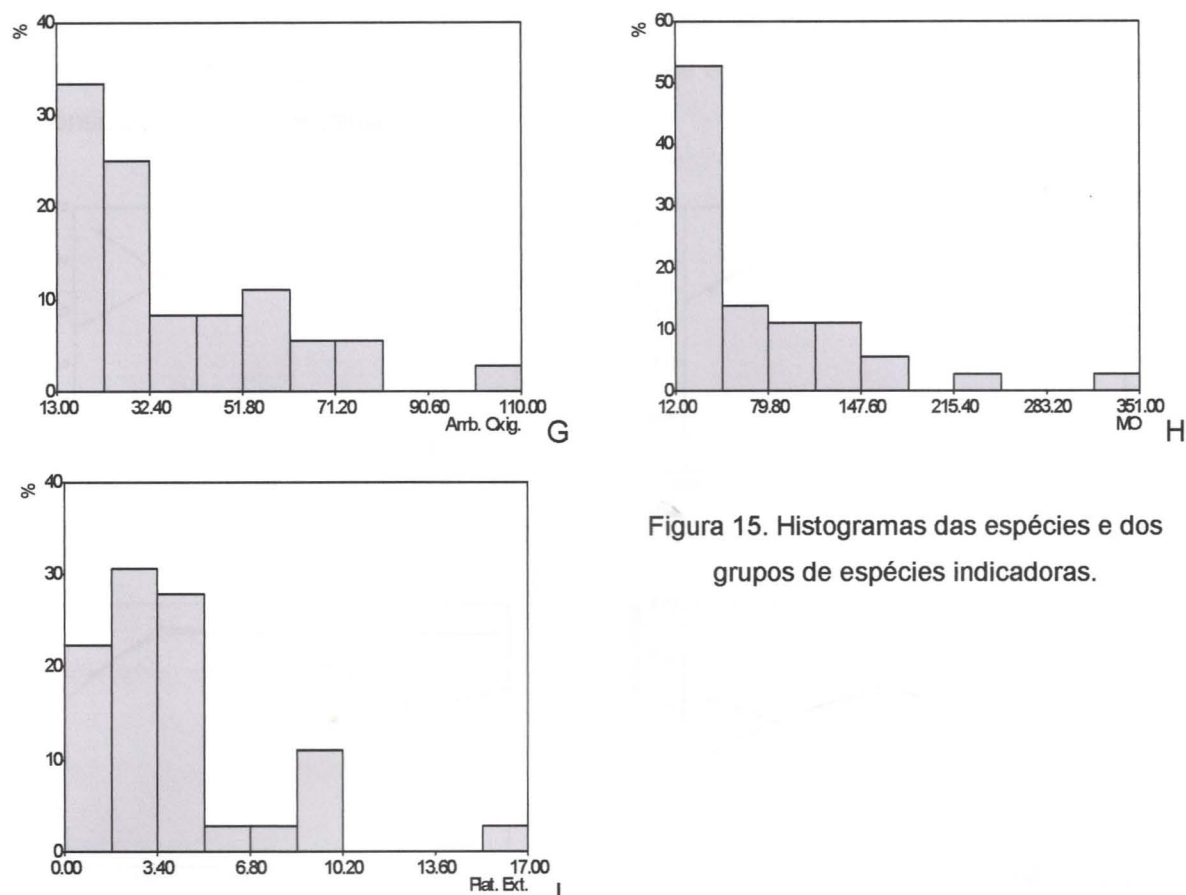 %
40
30
20
10
0
13.00 32.40 51.80 71.20 90.60 110.00
Amb. Oxig. G
%
60
50
40
30
20
10
0
12.00 79.80 147.60 215.40 283.20 351.00
MO H
%
40
30
20
10
0
0.00 3.40 6.80 10.20 13.60 17.00
Plat. Ext. I
Figura 15. Histogramas das espécies e dos
grupos de espécies indicadoras.